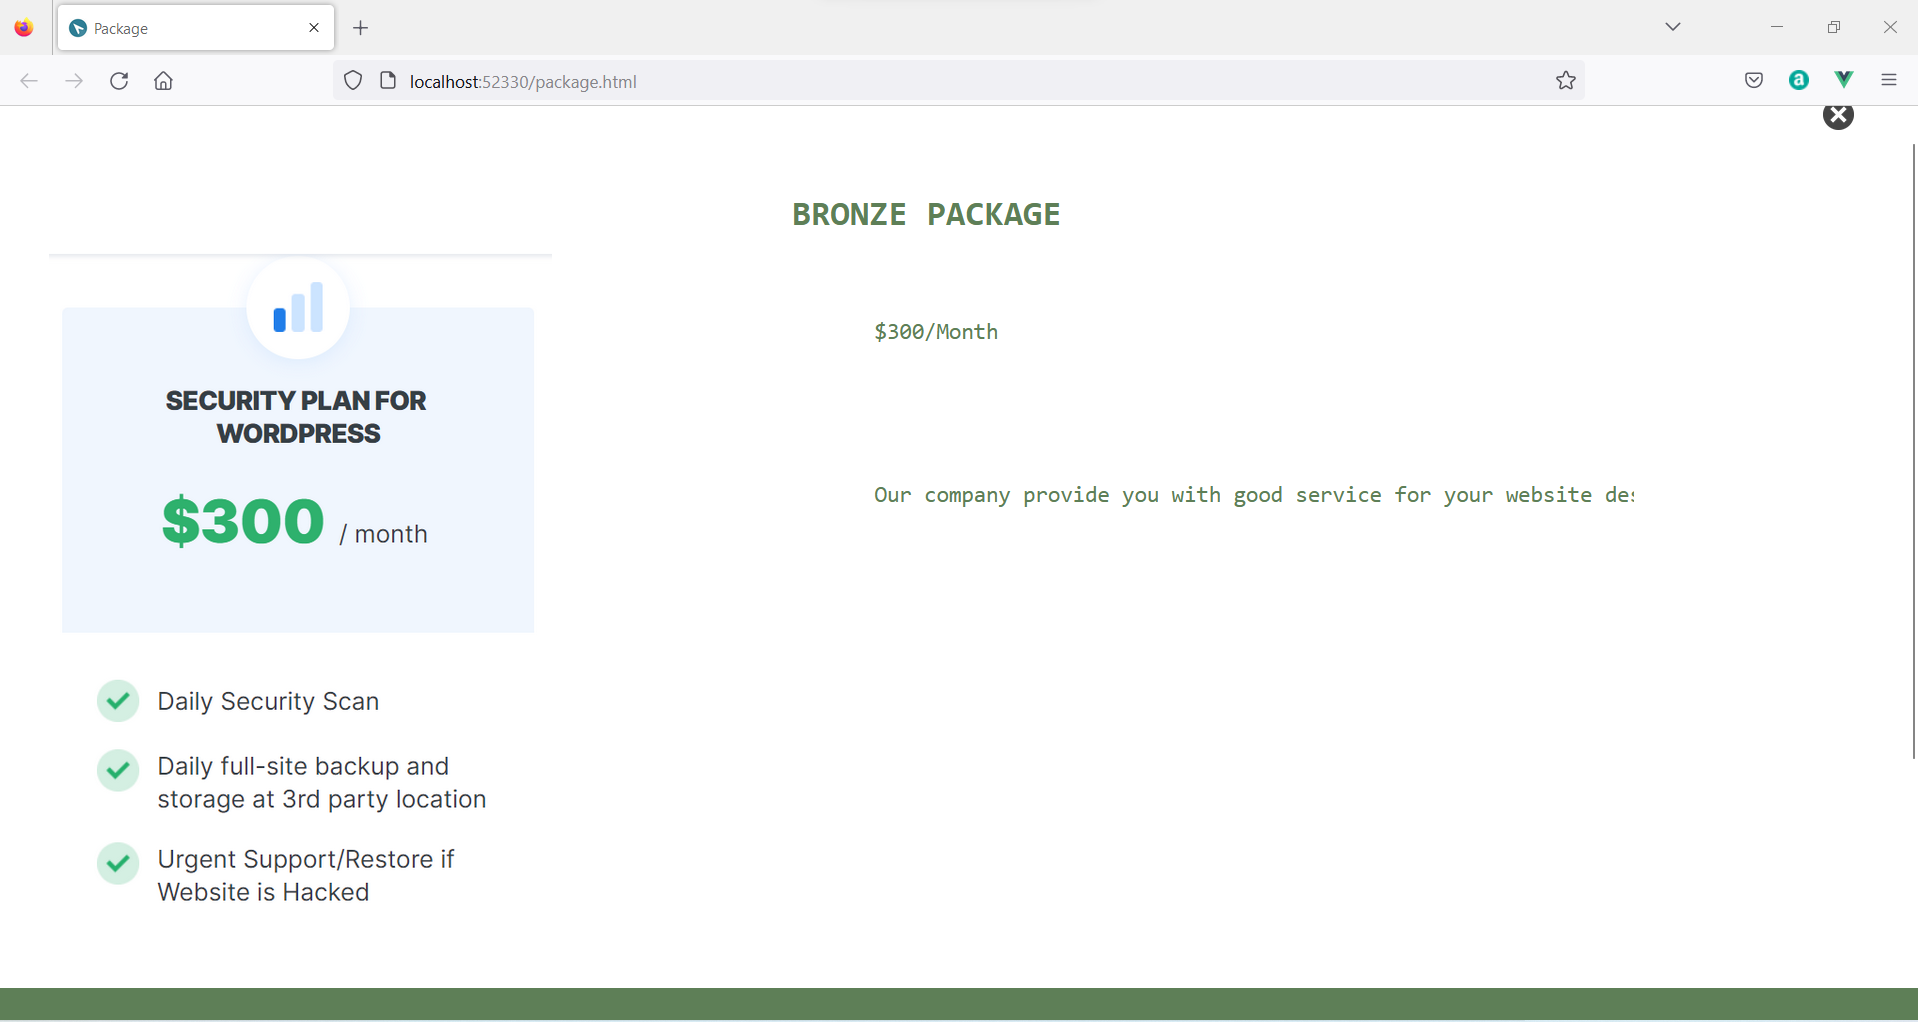 Package
localhost:52330/package.html
BRONZE PACKAGE
$300/Month
Our company provide you with good service for your website des
SECURITY PLAN FOR
WORDPRESS
$300 / month
Daily Security Scan
Daily full-site backup and
storage at 3rd party location
Urgent Support/Restore if
Website is Hacked